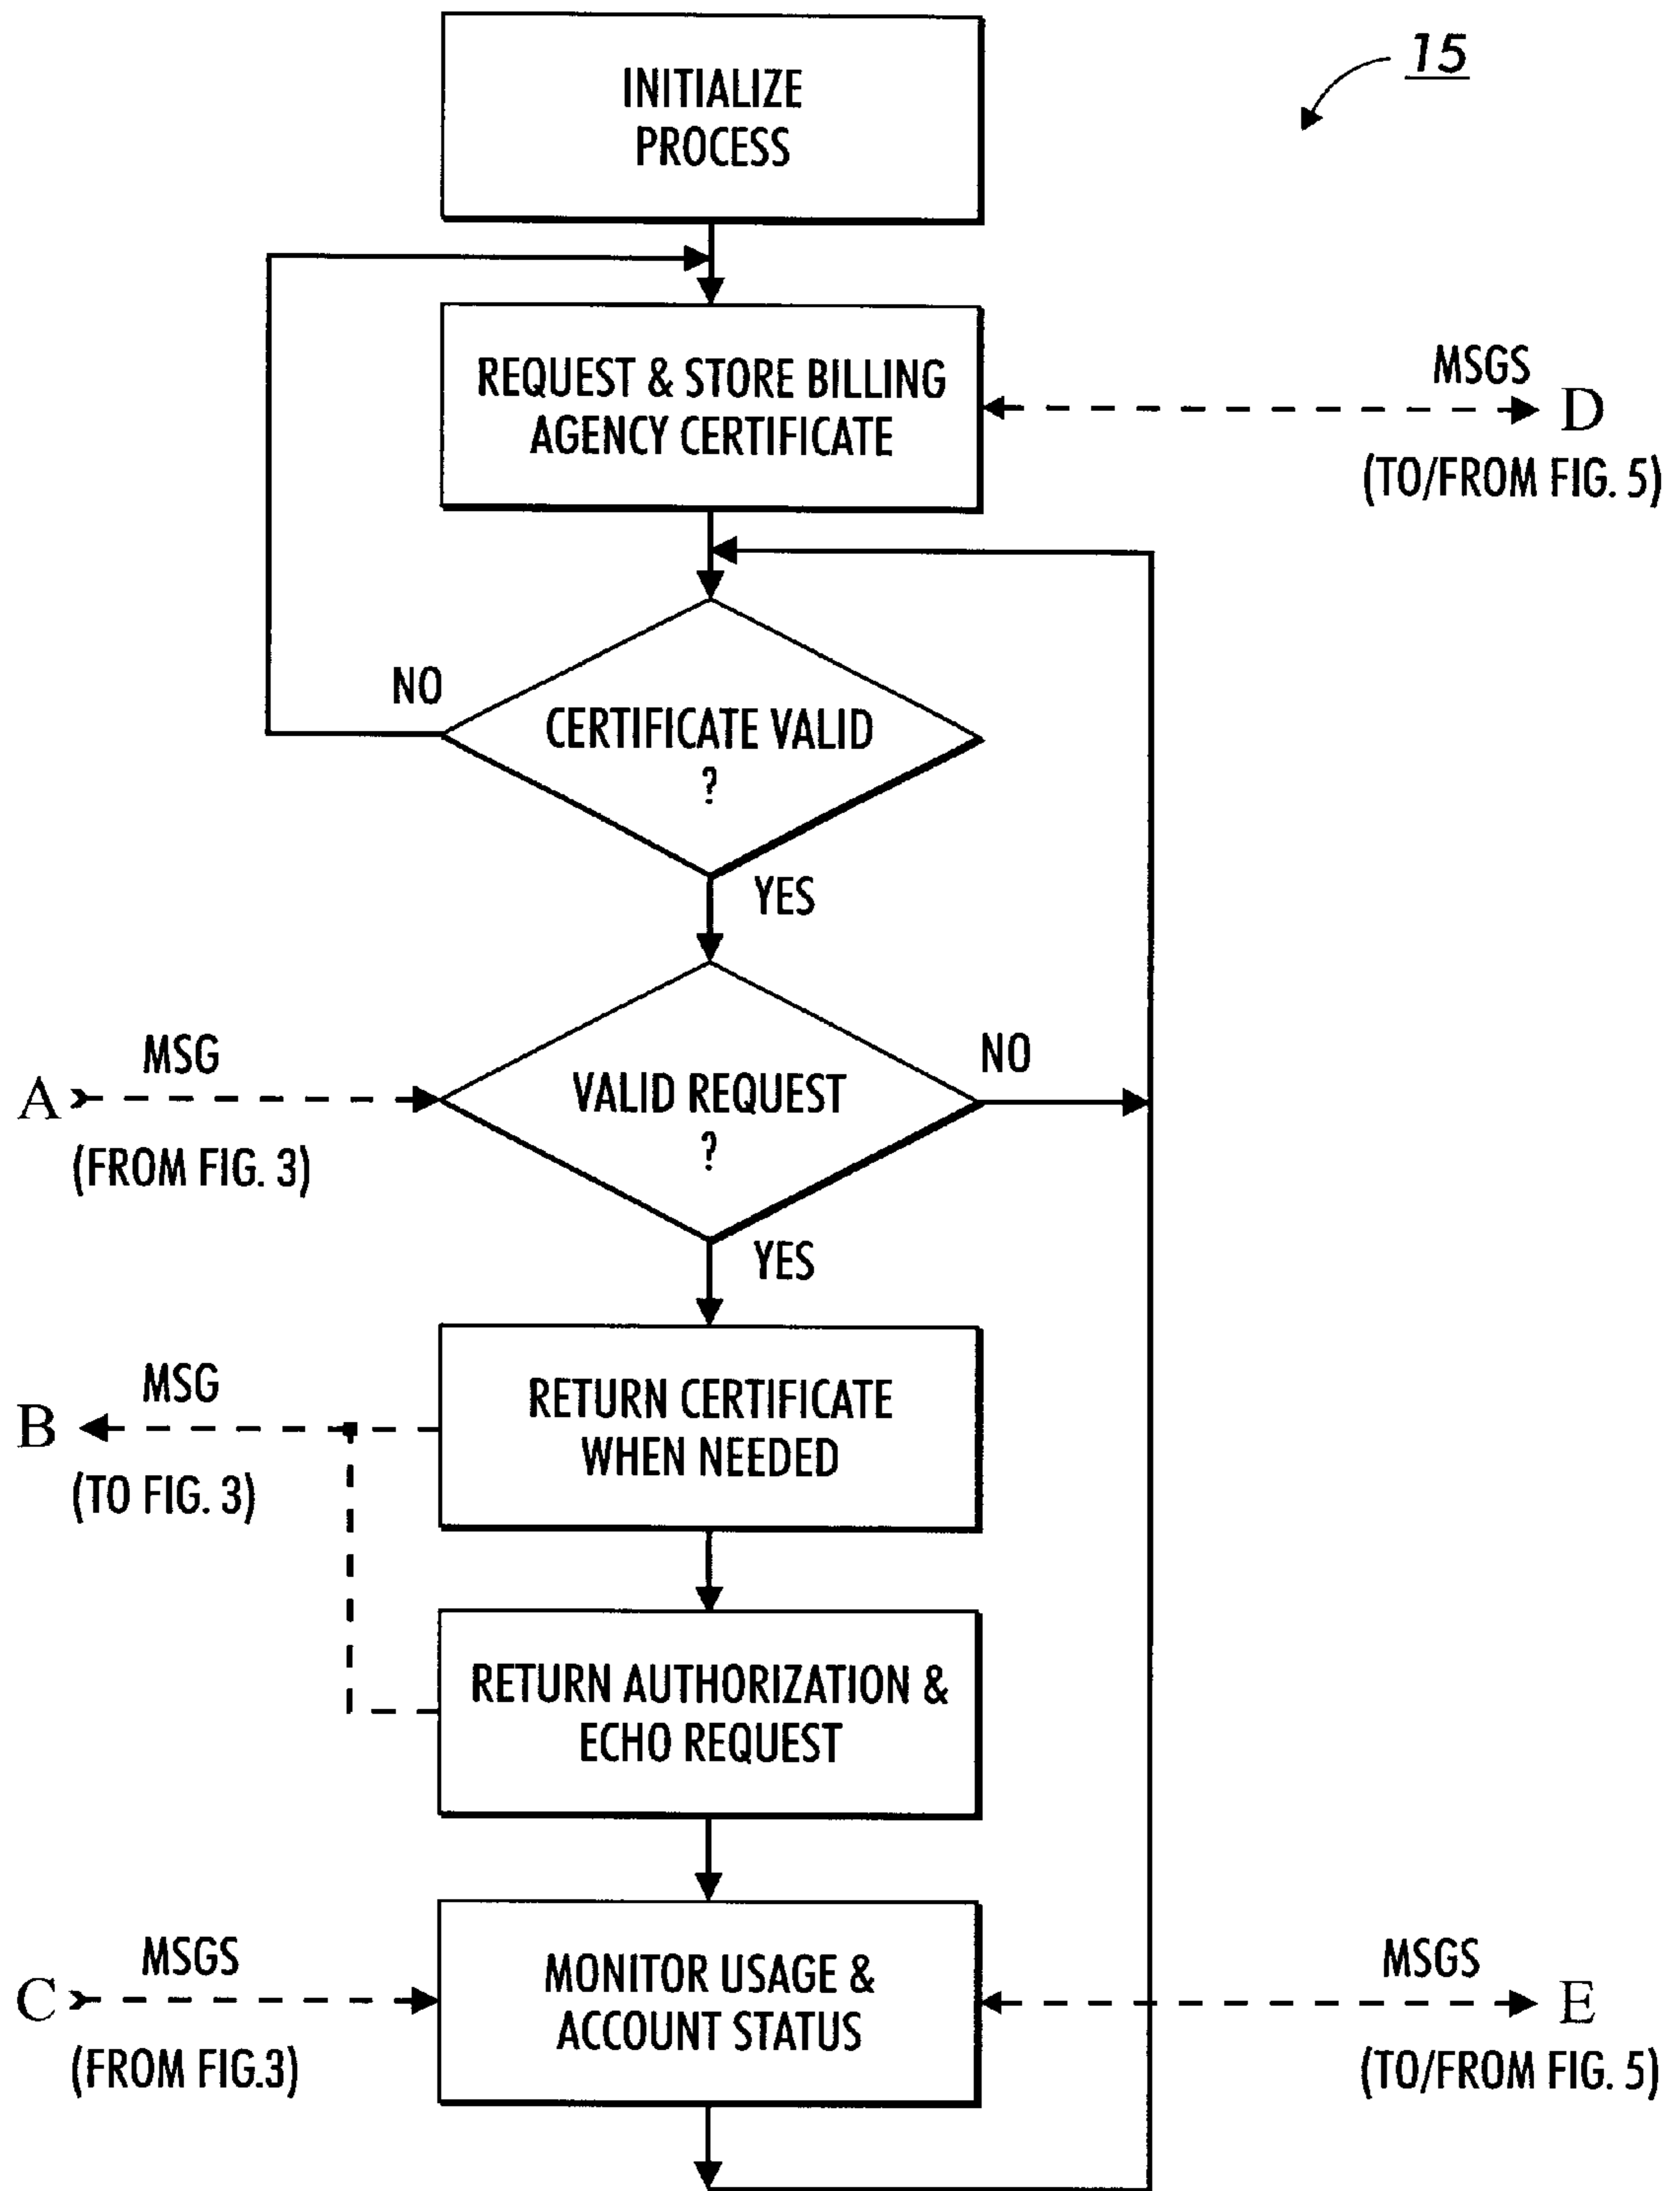 INITIALIZE
PROCESS
15
REQUEST & STORE BILLING
AGENCY CERTIFICATE
MSGS
D
(TO/FROM FIG. 5)
NO
CERTIFICATE VALID
?
YES
MSG
A
(FROM FIG. 3)
VALID REQUEST
?
NO
YES
MSG
B
(TO FIG. 3)
RETURN CERTIFICATE
WHEN NEEDED
RETURN AUTHORIZATION &
ECHO REQUEST
MSGS
C
(FROM FIG.3)
MONITOR USAGE &
ACCOUNT STATUS
MSGS
E
(TO/FROM FIG. 5)